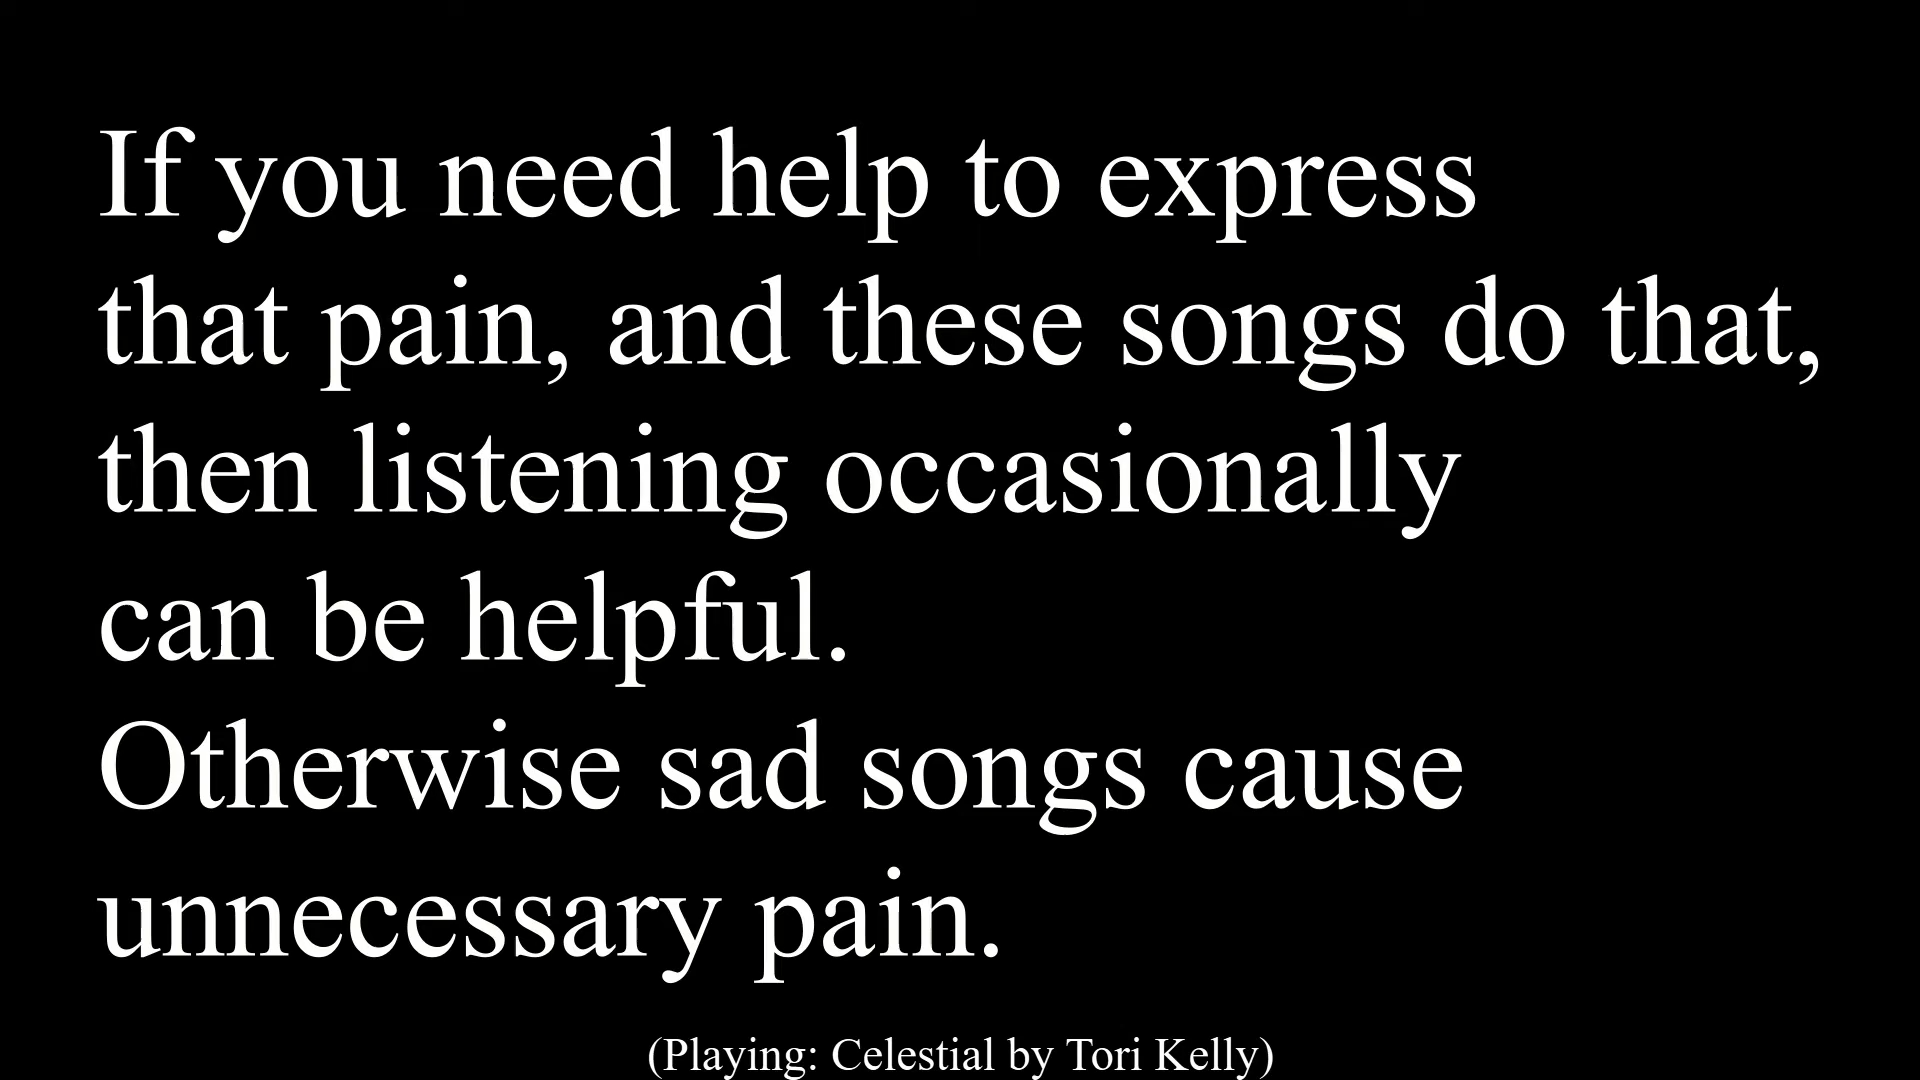 If you need help to express
that pain, and these songs do that,
then listening occasionally
can be helpful.
Otherwise sad songs cause
unnecessary pain.
(Playing: Celestial by Tori Kelly)